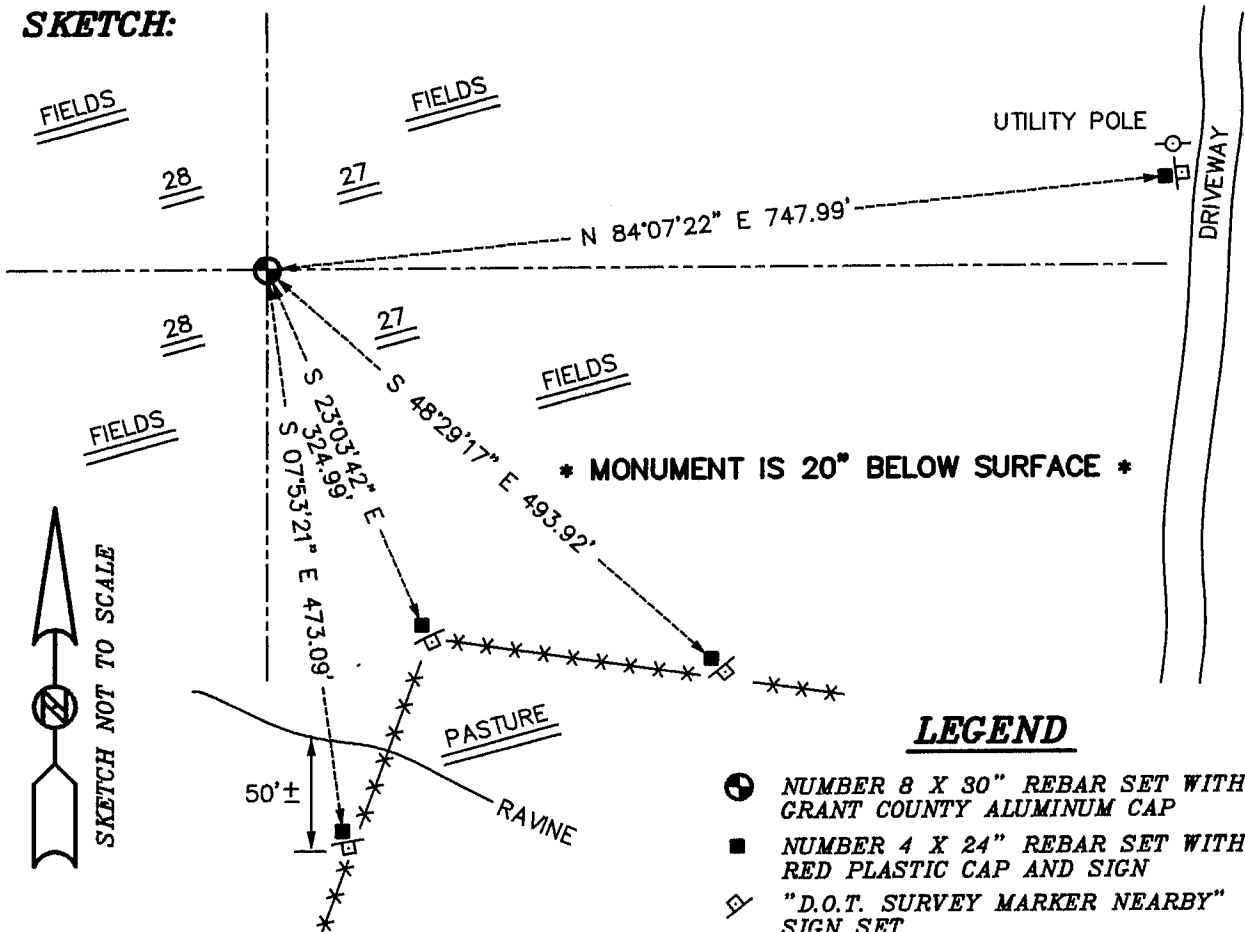 SKETCH:
FIELDS
FIELDS
UTILITY POLE
28
27
DRIVEWAY
N 84°07'22" E 747.99'
28
27
FIELDS
FIELDS
S 48°29'17" E 493.92'
S 23°03'42" E
324.99'
S 07°53'21" E 473.09'
* MONUMENT IS 20" BELOW SURFACE *
SKETCH NOT TO SCALE
N
PASTURE
50'±
RAVINE
LEGEND
NUMBER 8 X 30" REBAR SET WITH
GRANT COUNTY ALUMINUM CAP
NUMBER 4 X 24" REBAR SET WITH
RED PLASTIC CAP AND SIGN
"D.O.T. SURVEY MARKER NEARBY"
SIGN SET